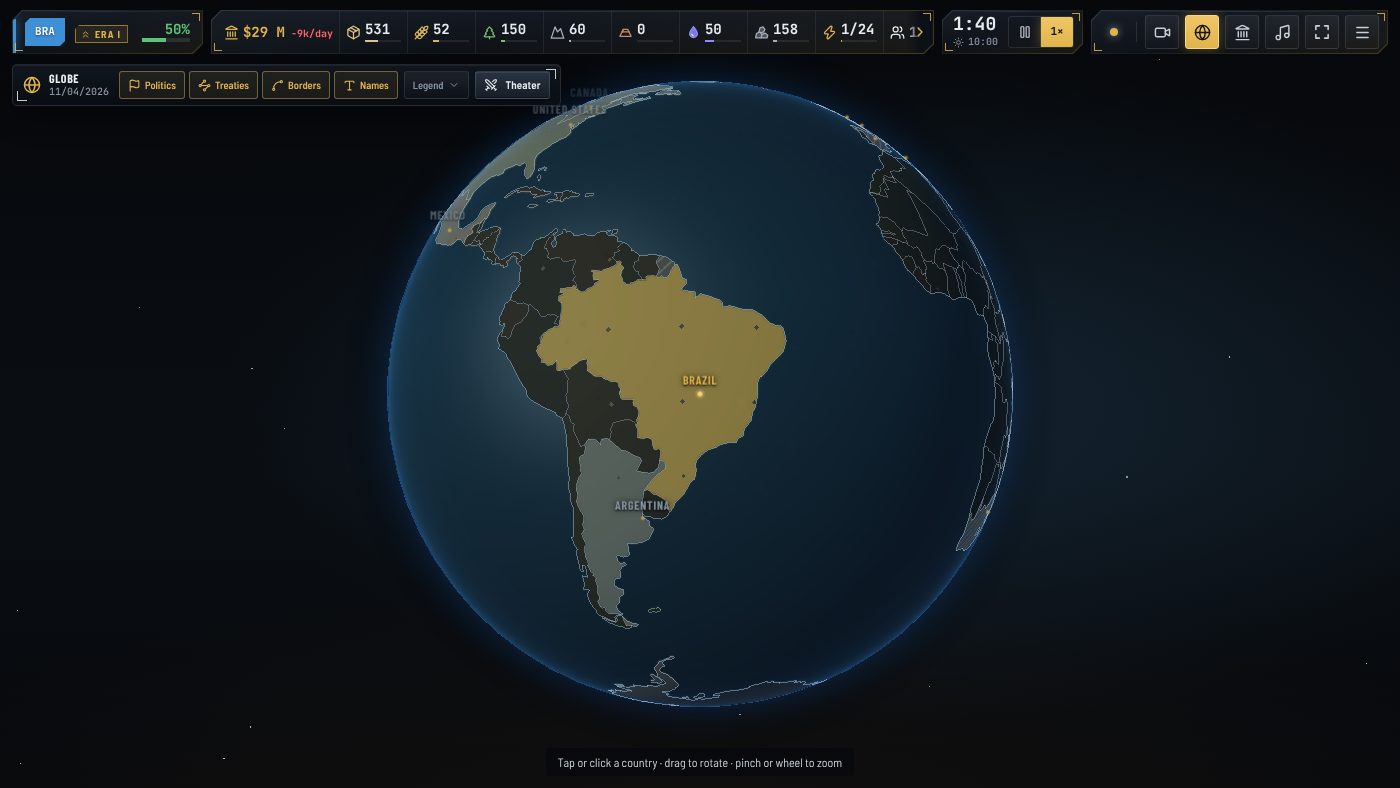 BRA
ERA I
50%
$29 M -9k/day
531
52
150
60
0
50
158
1/24
1
1:40
10:00
1×
GLOBE
11/04/2026
Politics
Treaties
Borders
Names
Legend
Theater
CANADA
UNITED STATES
MEXICO
BRAZIL
ARGENTINA
Tap or click a country · drag to rotate · pinch or wheel to zoom